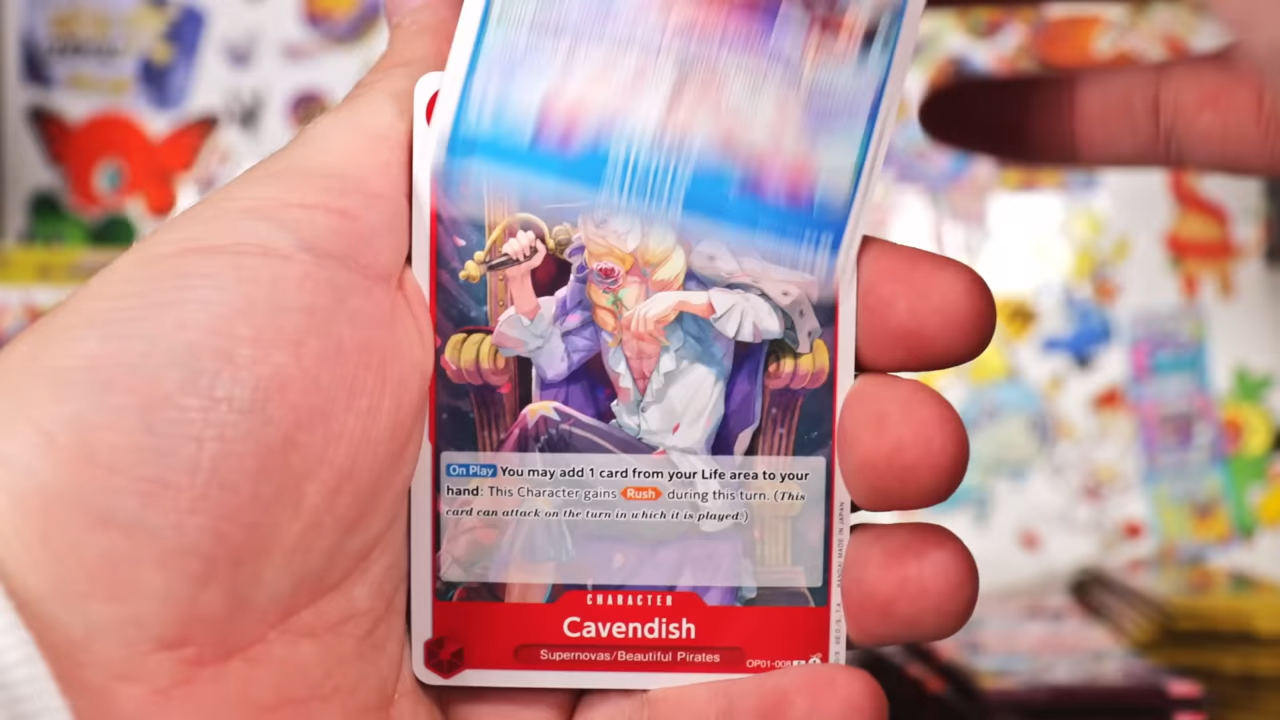 On Play You may add 1 card from your Life area to your
hand: This Character gains Rush during this turn. (This
card can attack on the turn in which it is played.)
CHARACTER
Cavendish
Supernovas/Beautiful Pirates
OP01-008
BANDAI MADE IN JAPAN